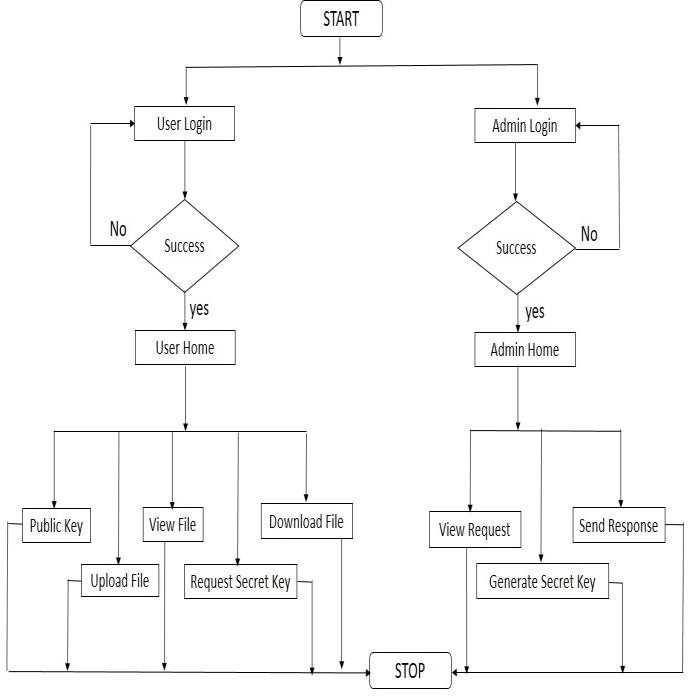 START
User Login
Admin Login
No
Success
Success
No
yes
yes
User Home
Admin Home
Public Key
View File
Download File
View Request
Send Response
Upload File
Request Secret Key
Generate Secret Key
STOP